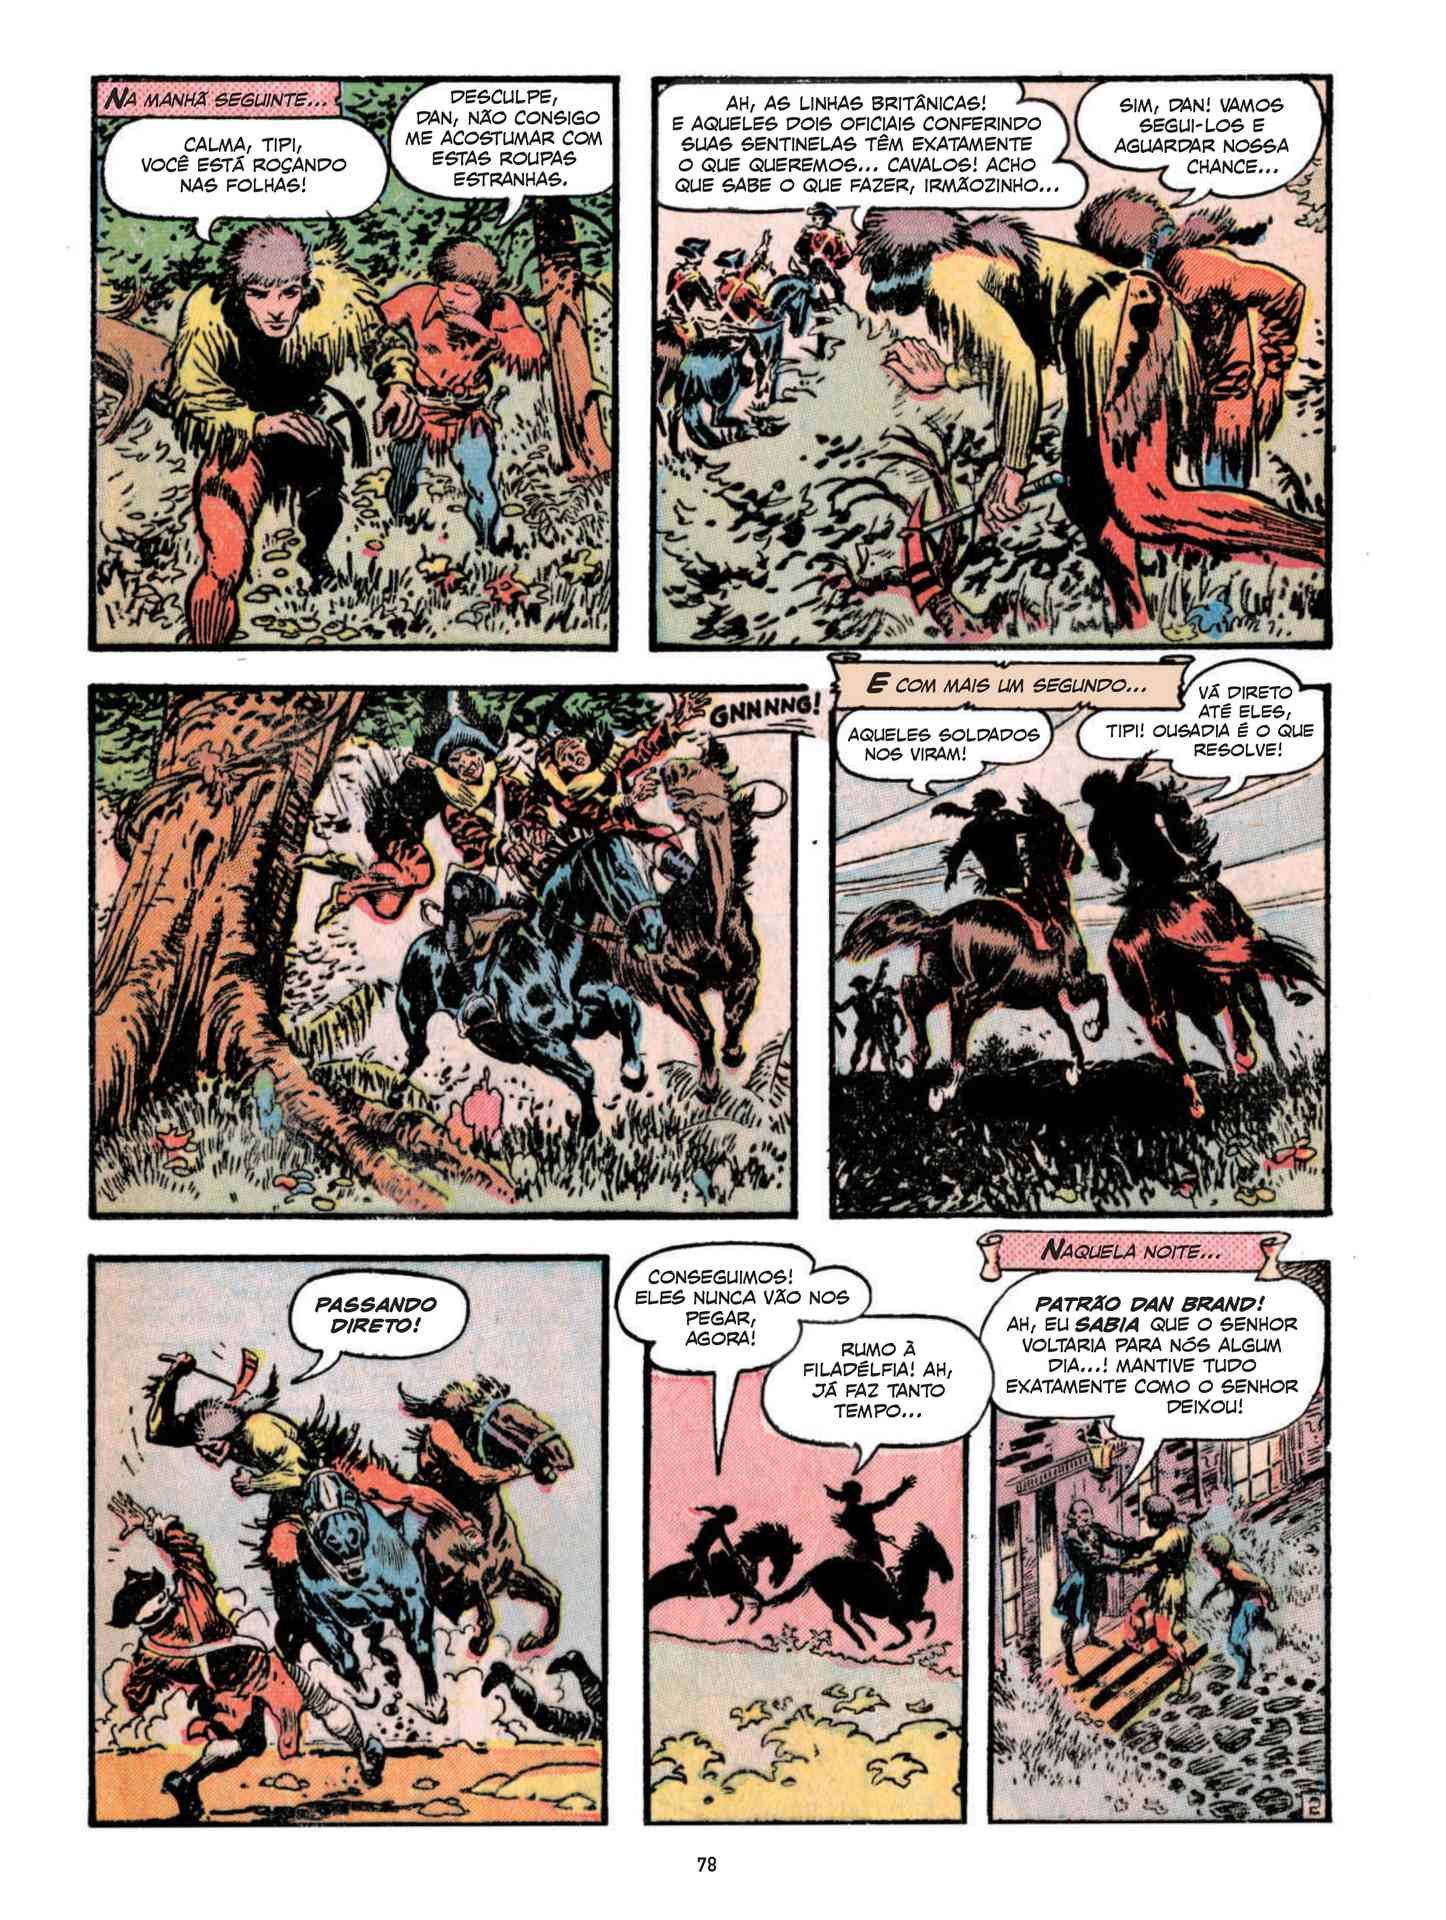 NA MANHÃ SEGUINTE...
CALMA, TIPI,
VOCÊ ESTÁ ROÇANDO
NAS FOLHAS!
DESCULPE,
DAN, NÃO CONSIGO
ME ACOSTUMAR COM
ESTAS ROUPAS
ESTRANHAS.
AH, AS LINHAS BRITÂNICAS!
E AQUELES DOIS OFICIAIS CONFERINDO
SUAS SENTINELAS TÊM EXATAMENTE
O QUE QUEREMOS... CAVALOS! ACHO
QUE SABE O QUE FAZER, IRMÃOZINHO...
SIM, DAN! VAMOS
SEGUI-LOS E
AGUARDAR NOSSA
CHANCE...
GNNNNG!
E COM MAIS UM SEGUNDO...
AQUELES SOLDADOS
NOS VIRAM!
VÁ DIRETO
ATÉ ELES,
TIPI! OUSADIA É O QUE
RESOLVE!
PASSANDO
DIRETO!
CONSEGUIMOS!
ELES NUNCA VÃO NOS
PEGAR,
AGORA!
RUMO À
FILADÉLFIA! AH,
JÁ FAZ TANTO
TEMPO...
NAQUELA NOITE...
PATRÃO DAN BRAND!
AH, EU SABIA QUE O SENHOR
VOLTARIA PARA NÓS ALGUM
DIA...! MANTIVE TUDO
EXATAMENTE COMO O SENHOR
DEIXOU!
2
78